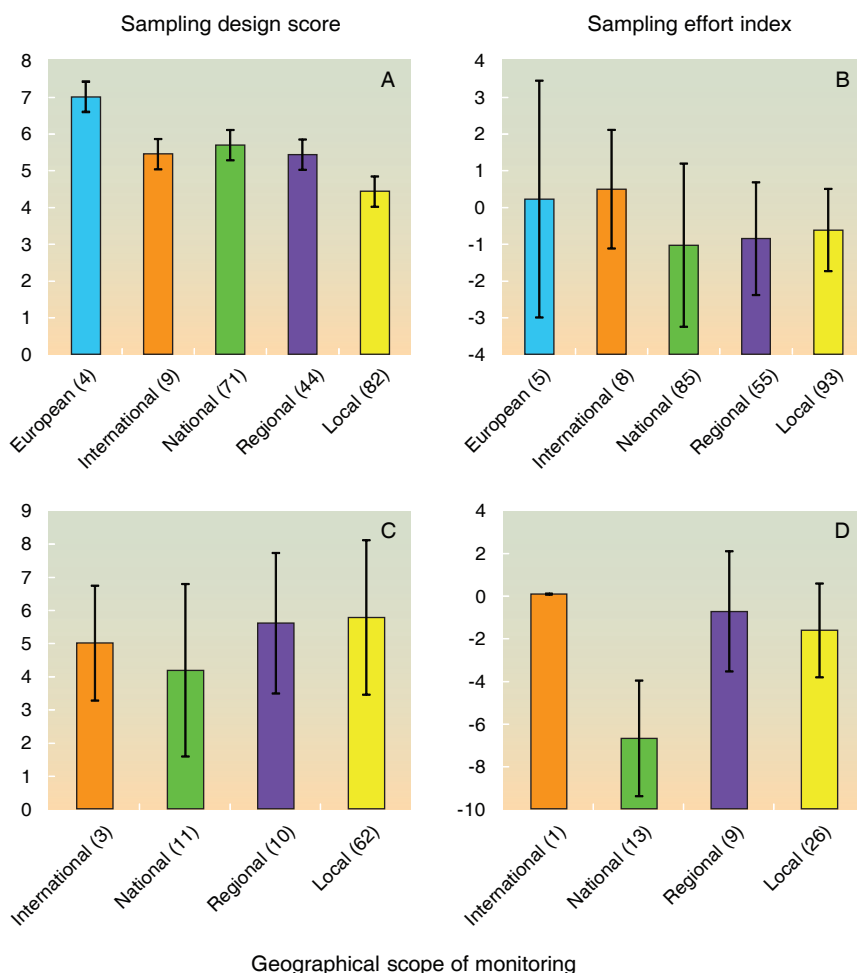 Sampling design score
Sampling effort index
A
8
7
6
5
4
3
2
1
0
European (4)
International (9)
National (71)
Regional (44)
Local (82)
B
4
3
2
1
0
-1
-2
-3
-4
European (5)
International (8)
National (85)
Regional (55)
Local (93)
C
9
8
7
6
5
4
3
2
1
0
International (3)
National (11)
Regional (10)
Local (62)
D
4
2
0
-2
-4
-6
-8
-10
International (1)
National (13)
Regional (9)
Local (26)
Geographical scope of monitoring